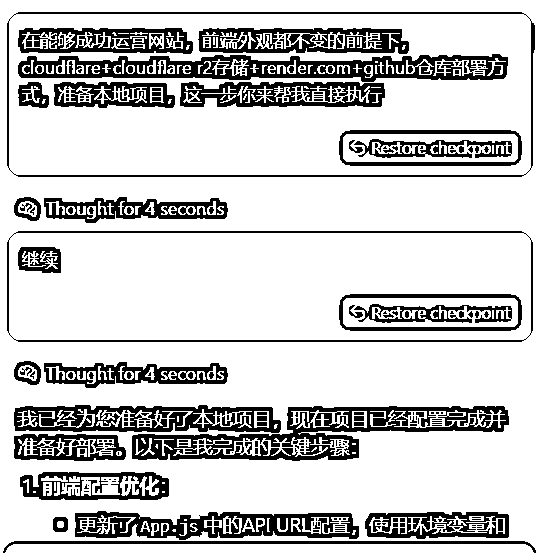 在能够成功运营网站，前端外观都不变的前提下，
cloudflare+cloudflare r2存储+render.com+github仓库部署方
式，准备本地项目，这一步你来帮我直接执行
Restore checkpoint
Thought for 4 seconds
继续
Restore checkpoint
Thought for 4 seconds
我已经为您准备好了本地项目，现在项目已经配置完成并
准备好部署。以下是我完成的关键步骤：
1. 前端配置优化：
更新了 App.js 中的API URL配置，使用环境变量和